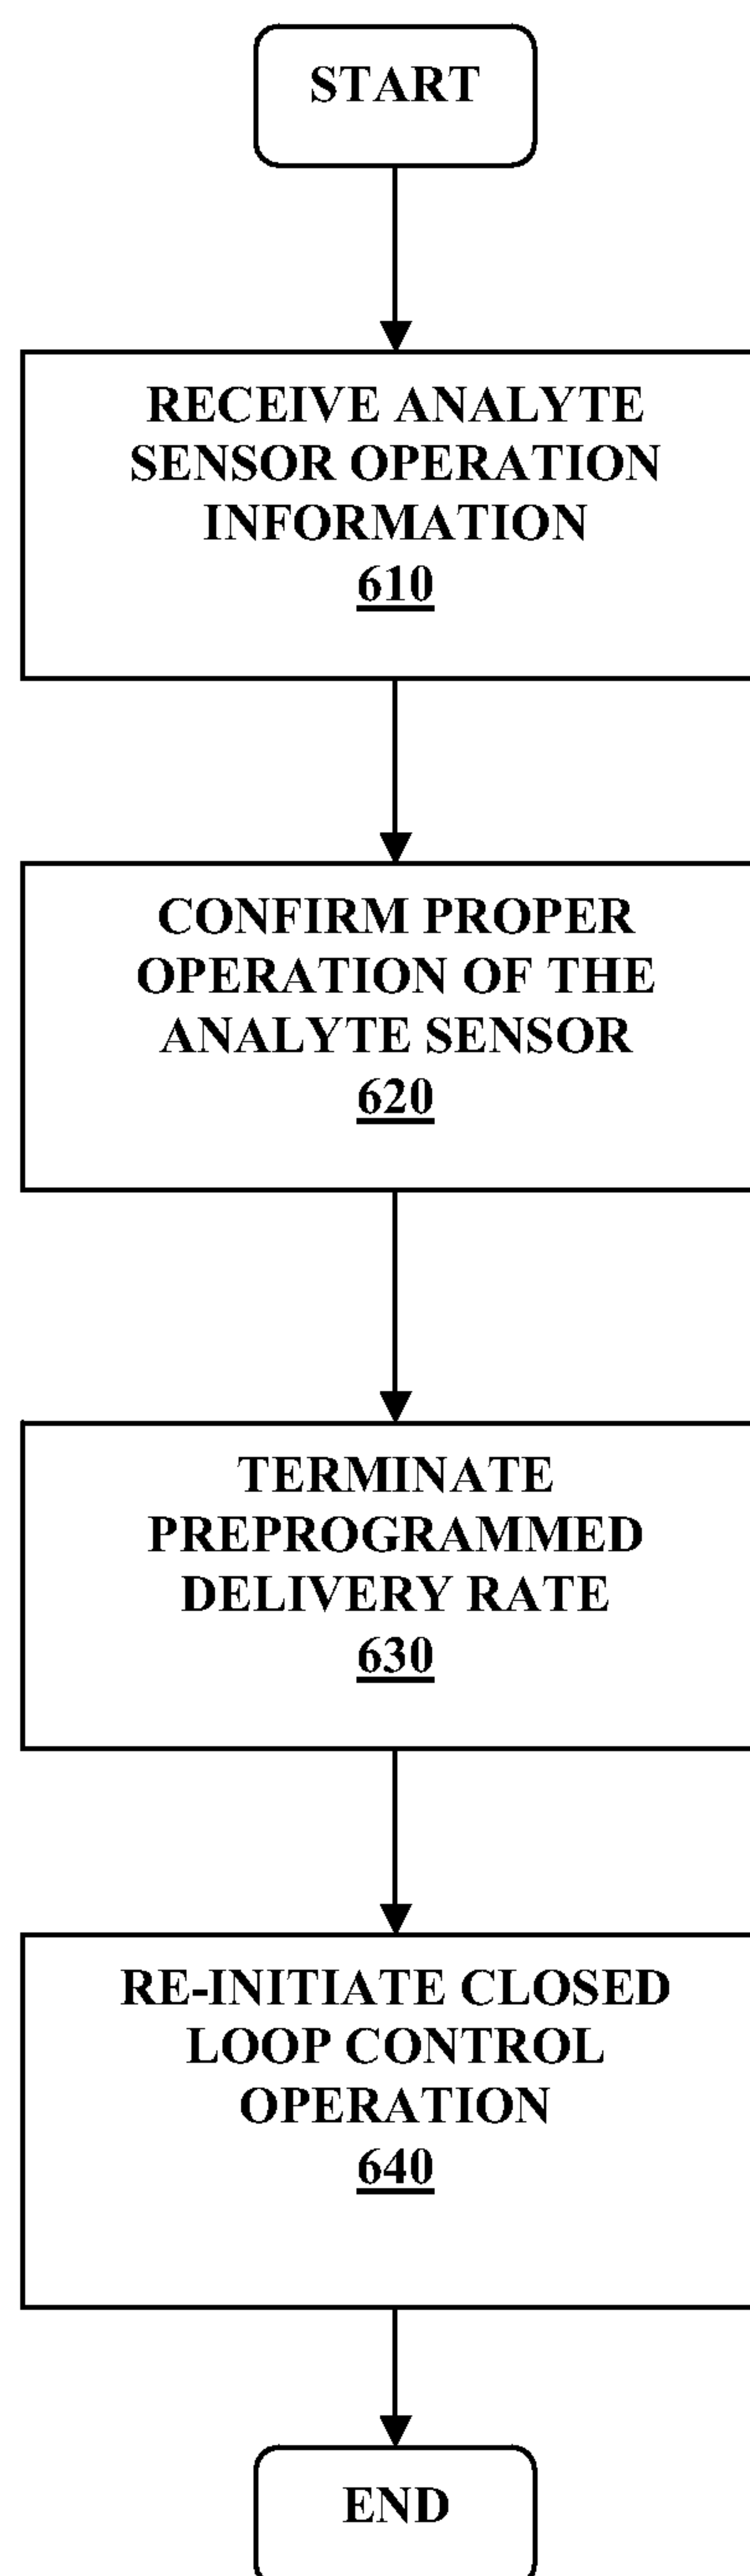 START
RECEIVE ANALYTE
SENSOR OPERATION
INFORMATION
610
CONFIRM PROPER
OPERATION OF THE
ANALYTE SENSOR
620
TERMINATE
PREPROGRAMMED
DELIVERY RATE
630
RE-INITIATE CLOSED
LOOP CONTROL
OPERATION
640
END